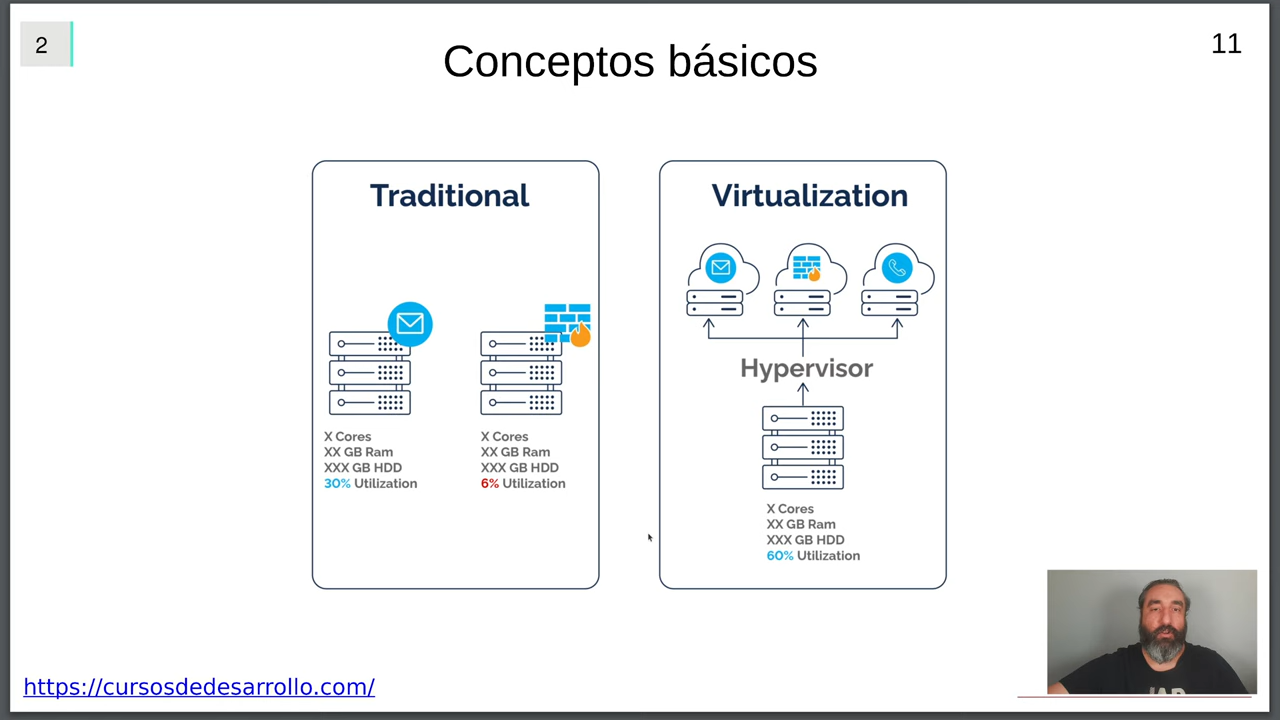 2
Conceptos básicos
11
Traditional
X Cores
XX GB Ram
XXX GB HDD
30% Utilization
X Cores
XX GB Ram
XXX GB HDD
6% Utilization
Virtualization
Hypervisor
X Cores
XX GB Ram
XXX GB HDD
60% Utilization
https://cursosdedesarrollo.com/